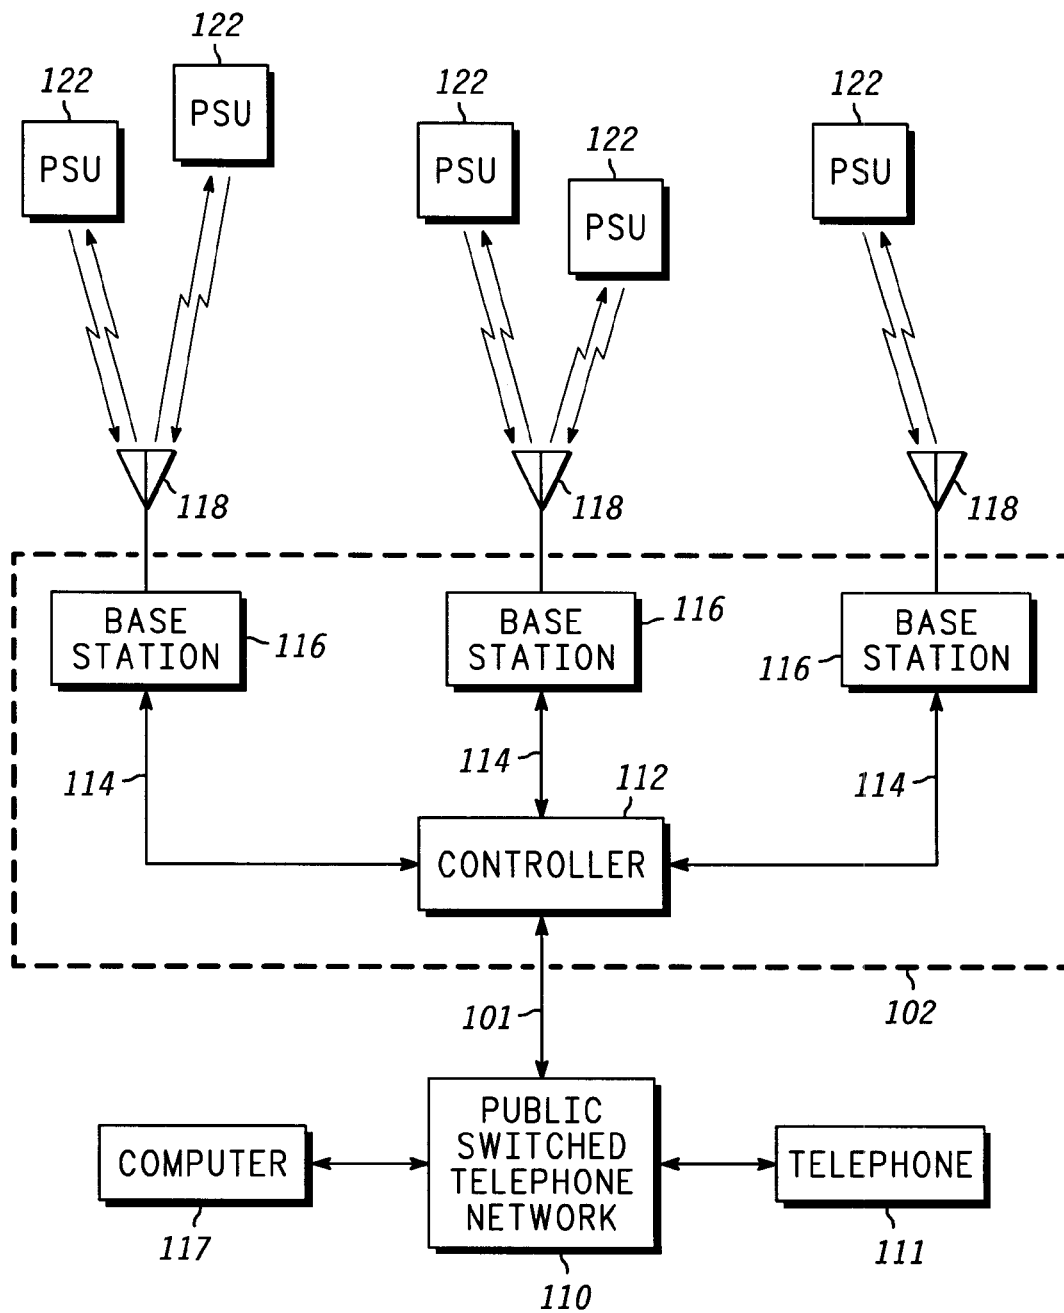 122
122
122
122
122
PSU
PSU
PSU
PSU
PSU
118
118
118
BASE
STATION
116
BASE
STATION
116
BASE
STATION
116
114
114
114
112
CONTROLLER
101
102
COMPUTER
117
PUBLIC
SWITCHED
TELEPHONE
NETWORK
110
TELEPHONE
111